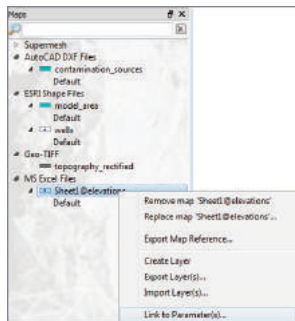 Maps
Supermesh
AutoCAD DXF Files
contamination_sources
Default
ESRI Shape Files
model_area
Default
wells
Default
Geo-TIFF
topography_rectified
MS Excel Files
Sheet1@elevations
Default
Remove map 'Sheet1@elevations'
Replace map 'Sheet1@elevations'...
Export Map Reference...
Create Layer
Export Layer(s)...
Import Layer(s)...
Link to Parameter(s)...